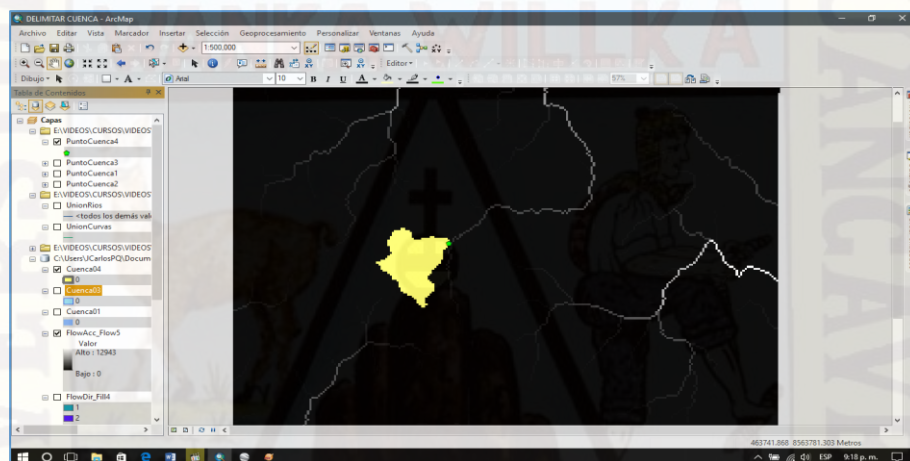 DELIMITAR CUENCA - ArcMap
Archivo Editar Vista Marcador Insertar Selección Geoprocesamiento Personalizar Ventanas Ayuda
1:500,000
Editor
Dibujo A Arial 10 B I U A 57%
Tabla de Contenidos
Capas
E:\VIDEOS\CURSOS\VIDEOS
PuntoCuenca4
PuntoCuenca3
PuntoCuenca1
PuntoCuenca2
E:\VIDEOS\CURSOS\VIDEOS
UnionRios
<todos los demás val
UnionCurvas
E:\VIDEOS\CURSOS\VIDEOS
C:\Users\JCarlosPQ\Docum
Cuenca04
0
Cuenca03
0
Cuenca01
0
FlowAcc_Flow5
Valor
Alto : 12943
Bajo : 0
FlowDir_Fill4
1
2
463741.868 8563781.303 Metros
ESP 9:18 p. m.